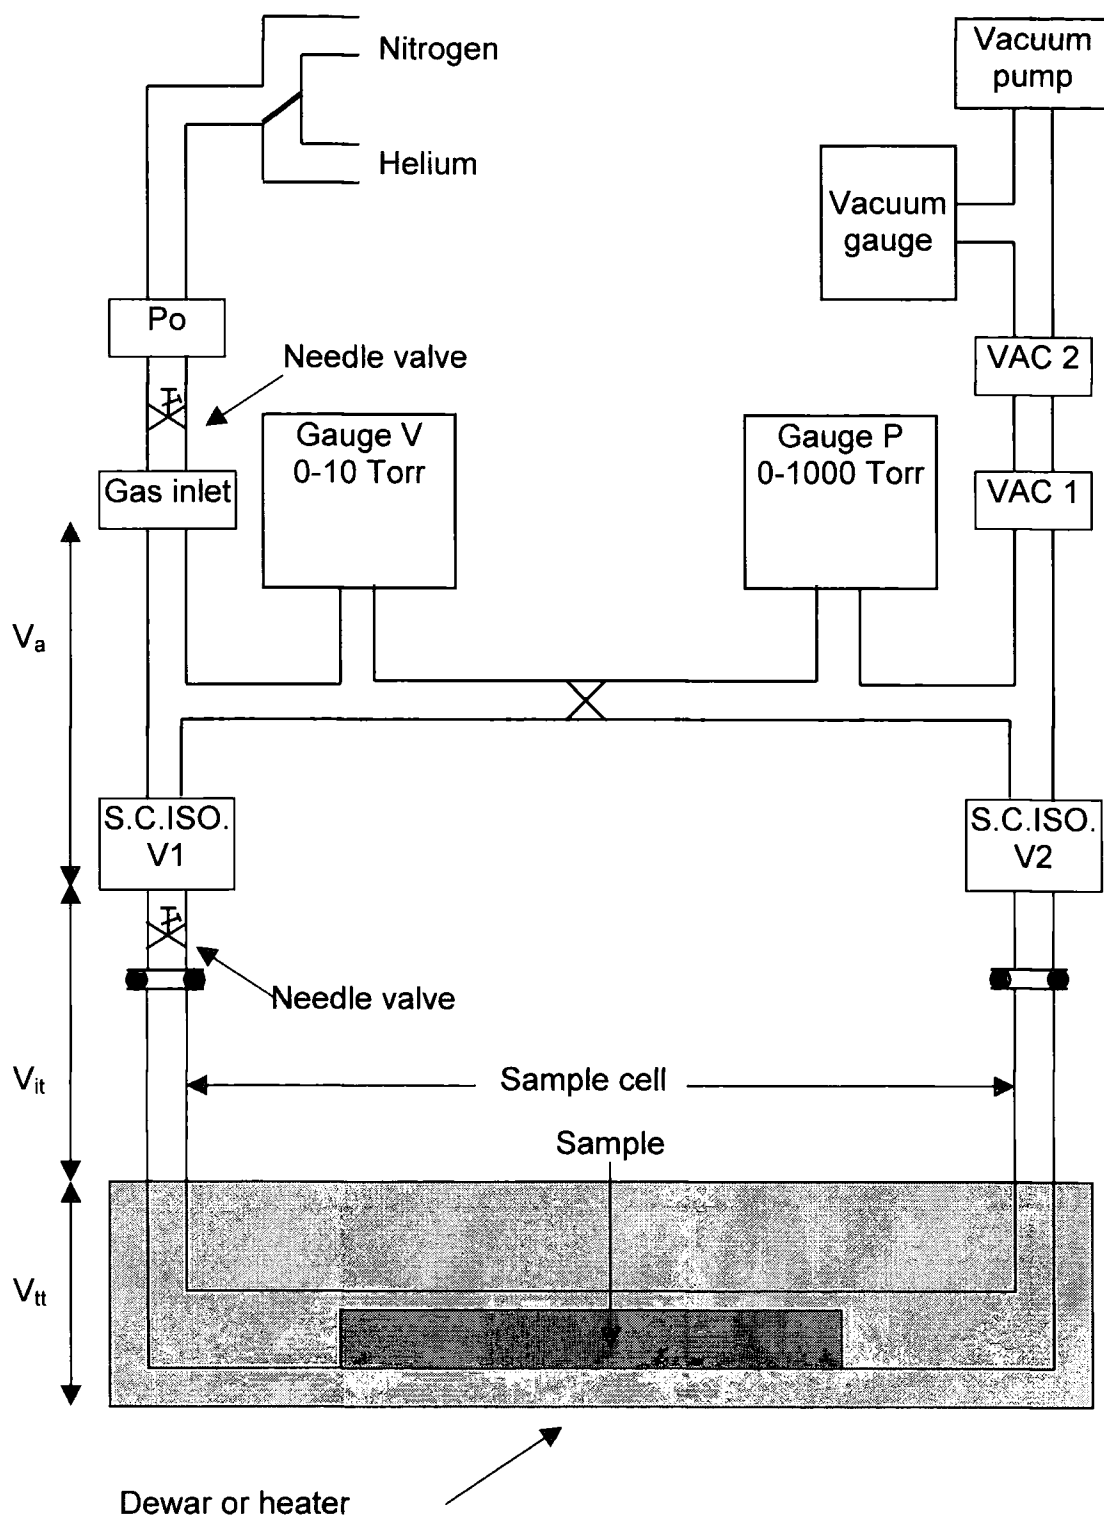 Nitrogen
Vacuum
pump
Helium
Vacuum
gauge
Po
Needle valve
VAC 2
Gauge V
0-10 Torr
Gauge P
0-1000 Torr
Gas inlet
VAC 1
Va
S.C.ISO.
V1
S.C.ISO.
V2
Needle valve
Vit
Sample cell
Sample
Vtt
Dewar or heater